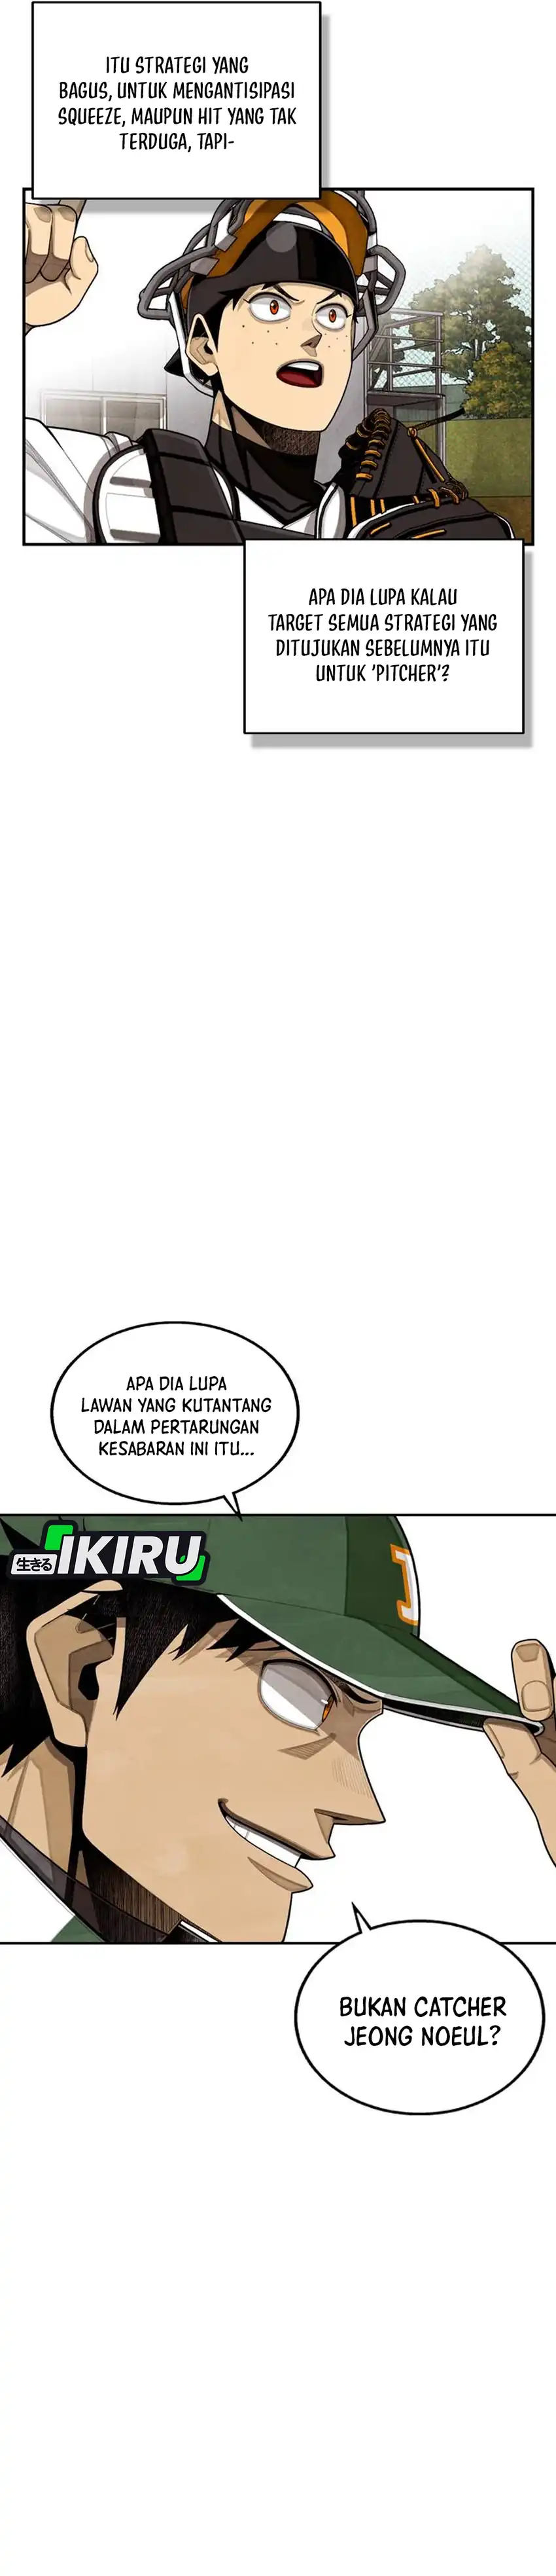 ITU STRATEGI YANG
BAGUS, UNTUK MENGANTISIPASI
SQUEEZE, MAUPUN HIT YANG TAK
TERDUGA, TAPI-
APA DIA LUPA KALAU
TARGET SEMUA STRATEGI YANG
DITUJUKAN SEBELUMNYA ITU
UNTUK 'PITCHER'?
APA DIA LUPA
LAWAN YANG KUTANTANG
DALAM PERTARUNGAN
KESABARAN INI ITU...
生きる IKIRU
J
BUKAN CATCHER
JEONG NOEUL?